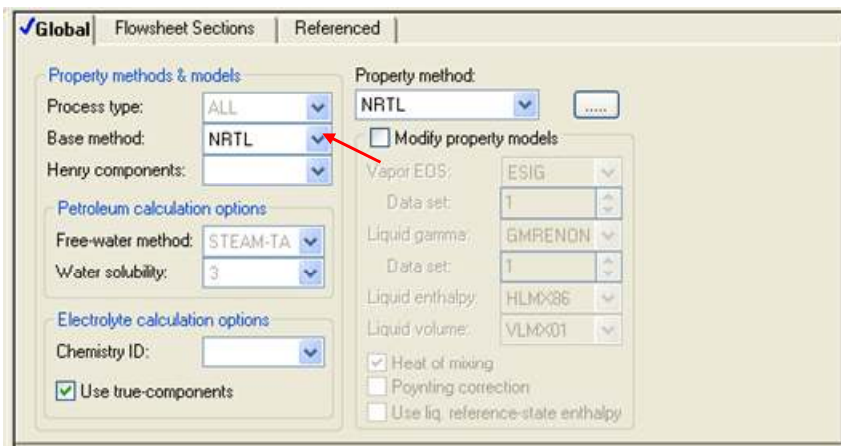 Global Flowsheet Sections Referenced
Property methods & models
Process type: ALL
Base method: NRTL
Henry components:
Petroleum calculation options
Free-water method: STEAM-TA
Water solubility: 3
Electrolyte calculation options
Chemistry ID:
Use true-components
Property method:
NRTL .....
Modify property models
Vapor EOS: ESIG
Data set: 1
Liquid gamma: GMRENON
Data set: 1
Liquid enthalpy: HLMX86
Liquid volume: VLMX01
Heat of mixing
Poynting correction
Use liq. reference-state enthalpy